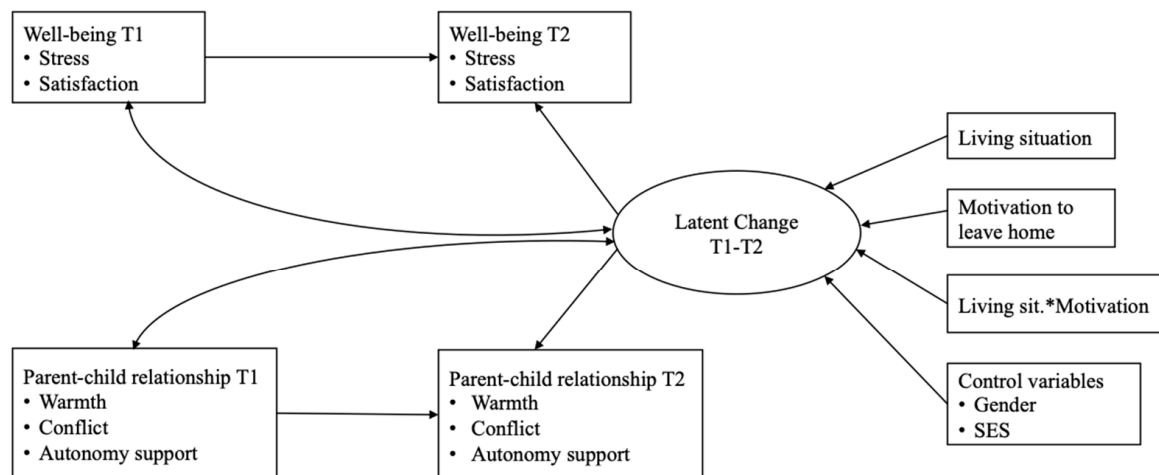 Well-being T1
• Stress
• Satisfaction
Well-being T2
• Stress
• Satisfaction
Living situation
Motivation to
leave home
Latent Change
T1-T2
Living sit.*Motivation
Parent-child relationship T1
• Warmth
• Conflict
• Autonomy support
Parent-child relationship T2
• Warmth
• Conflict
• Autonomy support
Control variables
• Gender
• SES